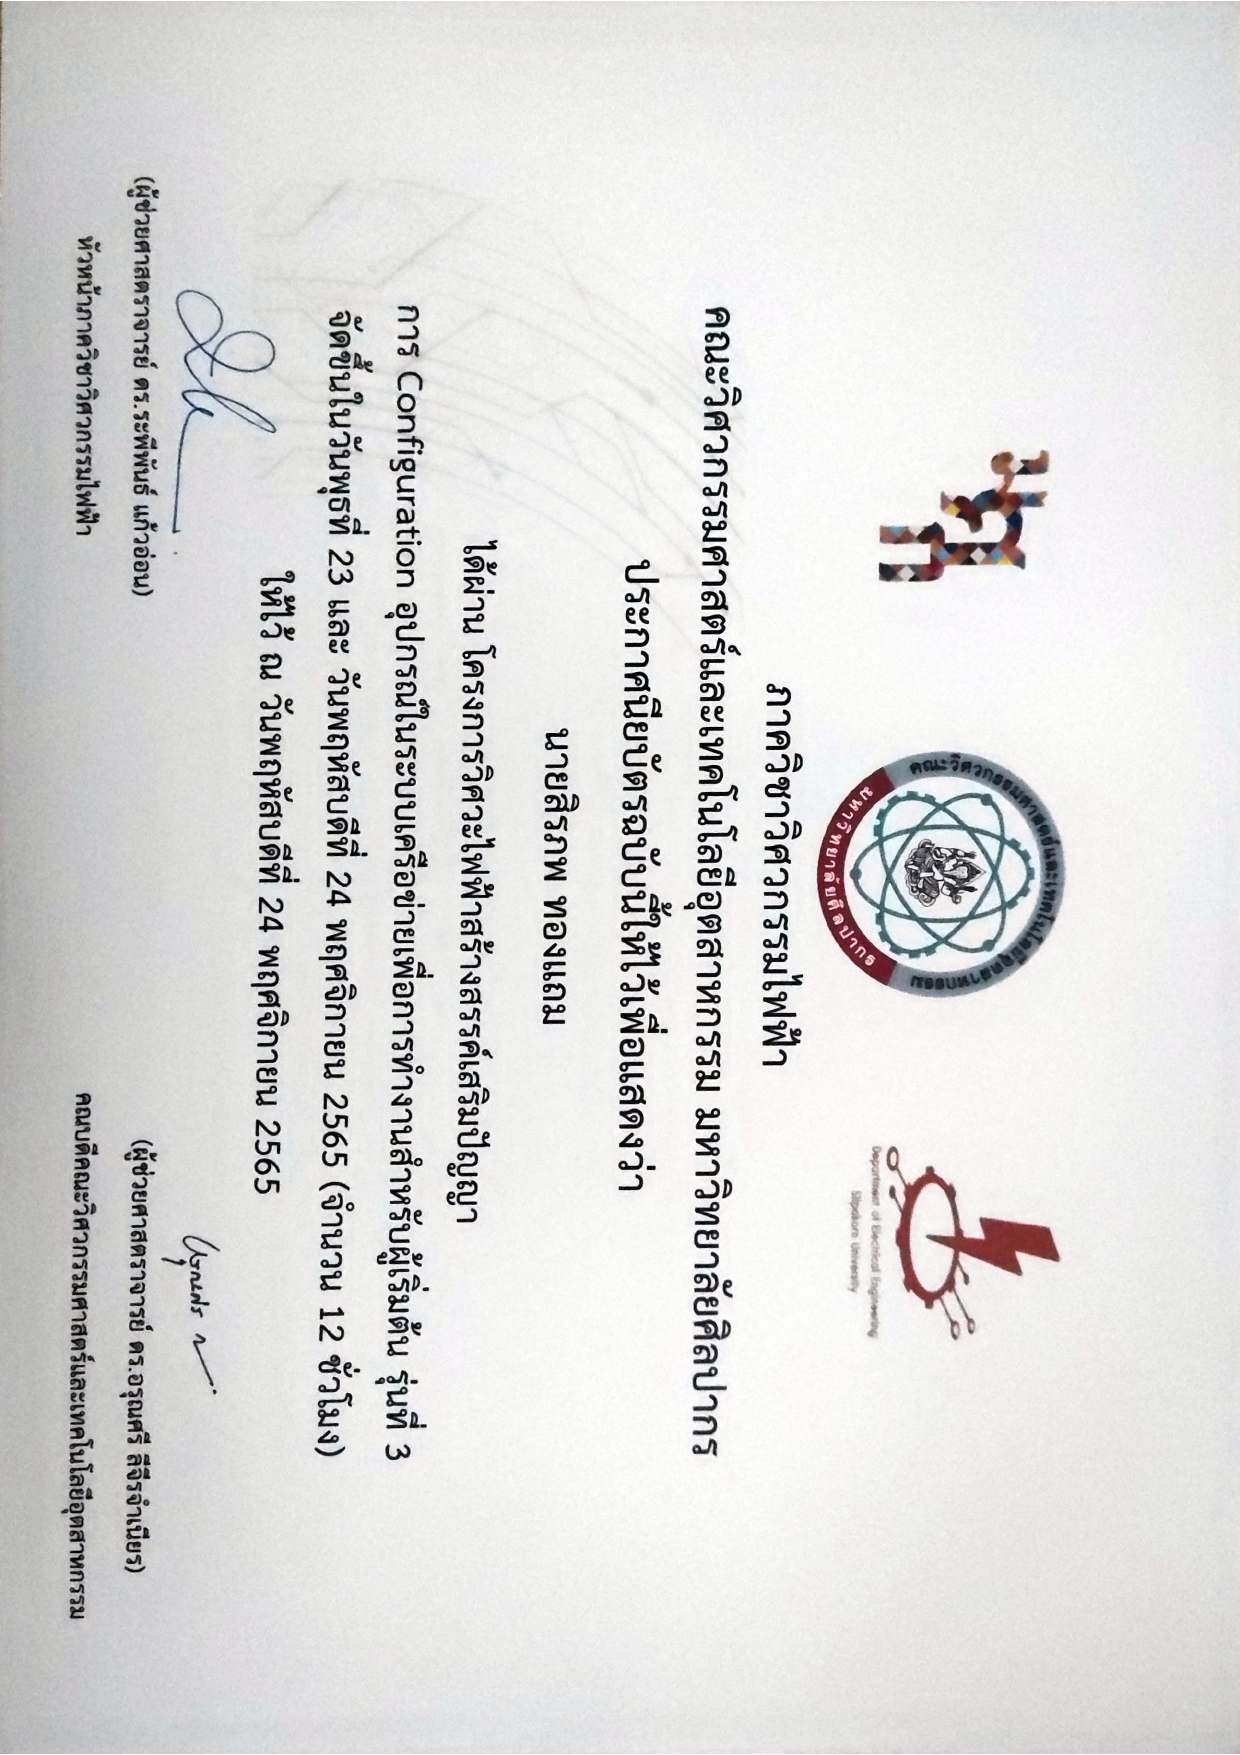 มศก
คณะวิศวกรรมศาสตร์และเทคโนโลยีอุตสาหกรรม
มหาวิทยาลัยศิลปากร
Department of Electrical Engineering
Silpakorn University
ภาควิชาวิศวกรรมไฟฟ้า
คณะวิศวกรรมศาสตร์และเทคโนโลยีอุตสาหกรรม มหาวิทยาลัยศิลปากร
ประกาศนียบัตรฉบับนี้ให้ไว้เพื่อแสดงว่า
นายสิรภพ ทองแถม
ได้ผ่าน โครงการวิศวะไฟฟ้าสร้างสรรค์เสริมปัญญา
การ Configuration อุปกรณ์ในระบบเครือข่ายเพื่อการทำงานสำหรับผู้เริ่มต้น รุ่นที่ 3
จัดขึ้นในวันพุธที่ 23 และ วันพฤหัสบดีที่ 24 พฤศจิกายน 2565 (จำนวน 12 ชั่วโมง)
ให้ไว้ ณ วันพฤหัสบดีที่ 24 พฤศจิกายน 2565
(ผู้ช่วยศาสตราจารย์ ดร.ระพีพันธ์ แก้วอ่อน)
หัวหน้าภาควิชาวิศวกรรมไฟฟ้า
(ผู้ช่วยศาสตราจารย์ ดร.อรุณศรี ลีจีรจำเนียร)
คณบดีคณะวิศวกรรมศาสตร์และเทคโนโลยีอุตสาหกรรม